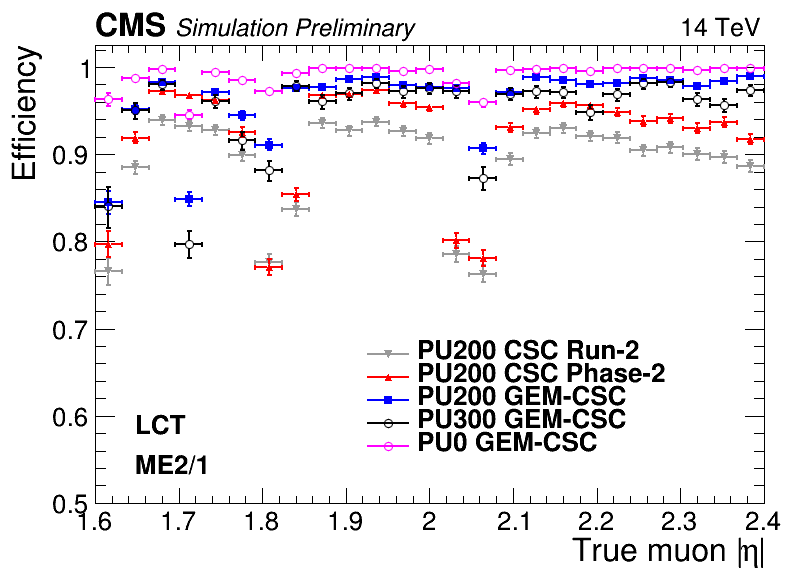 CMS Simulation Preliminary 14 TeV
Efficiency
1
0.9
0.8
0.7
0.6
0.5
PU200 CSC Run-2
PU200 CSC Phase-2
PU200 GEM-CSC
PU300 GEM-CSC
PU0 GEM-CSC
LCT
ME2/1
1.6 1.7 1.8 1.9 2 2.1 2.2 2.3 2.4
True muon |η|